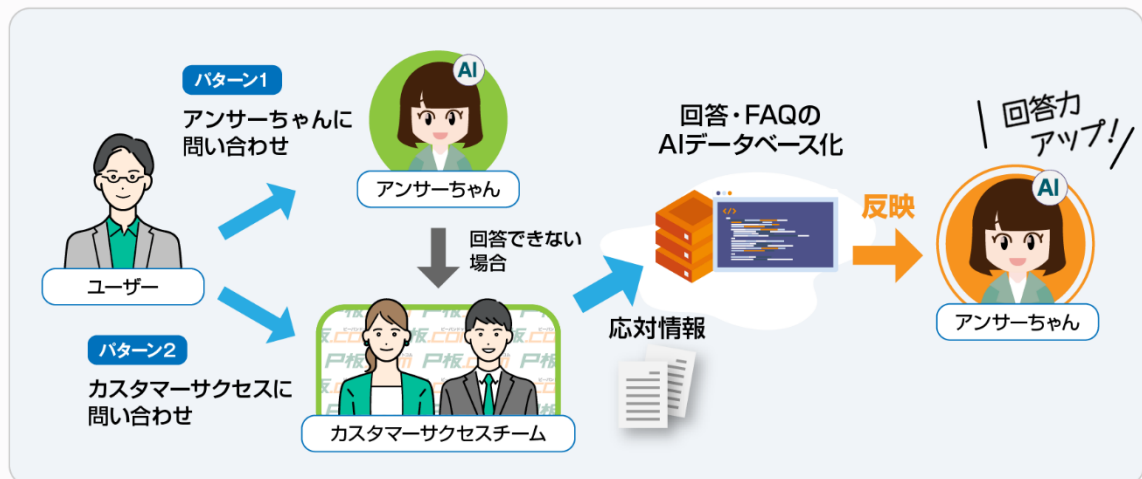 パターン1
アンサーちゃんに
問い合わせ
AI
アンサーちゃん
ユーザー
回答できない
場合
パターン2
カスタマーサクセスに
問い合わせ
P板.com
カスタマーサクセスチーム
応対情報
回答・FAQの
AIデータベース化
</>
反映
回答力
アップ!
AI
アンサーちゃん